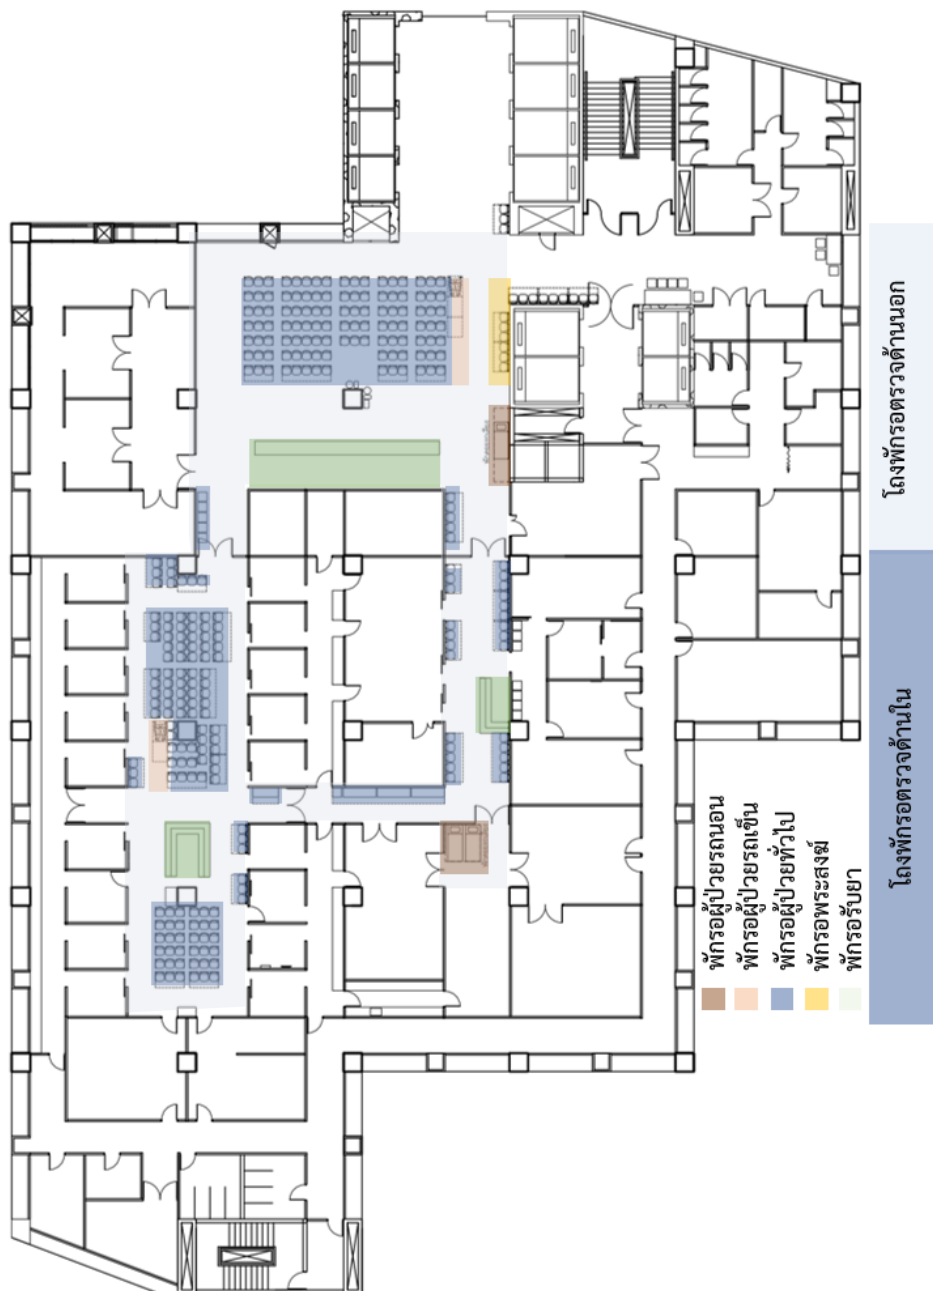 โถงพักรอตรวจด้านนอก
โถงพักรอตรวจด้านใน
พักรอผู้ป่วยรถนอน
พักรอผู้ป่วยรถเข็น
พักรอผู้ป่วยทั่วไป
พักรอพระสงฆ์
พักรอรับยา